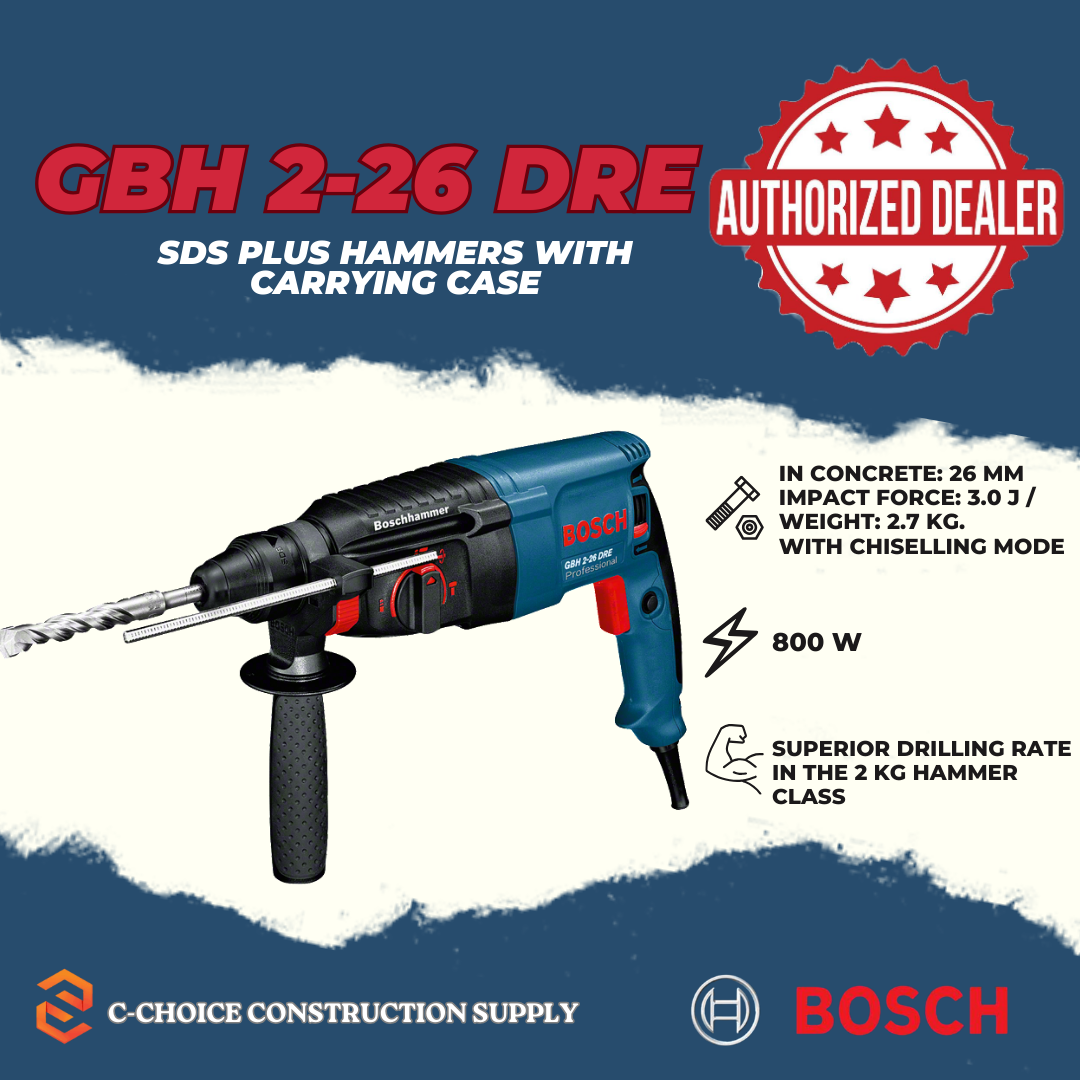 GBH 2-26 DRE
SDS PLUS HAMMERS WITH
CARRYING CASE
AUTHORIZED DEALER
Boschhammer
BOSCH
GBH 2-26 DRE
Professional
IN CONCRETE: 26 MM
IMPACT FORCE: 3.0 J /
WEIGHT: 2.7 KG.
WITH CHISELLING MODE
800 W
SUPERIOR DRILLING RATE
IN THE 2 KG HAMMER
CLASS
C-CHOICE CONSTRUCTION SUPPLY
BOSCH